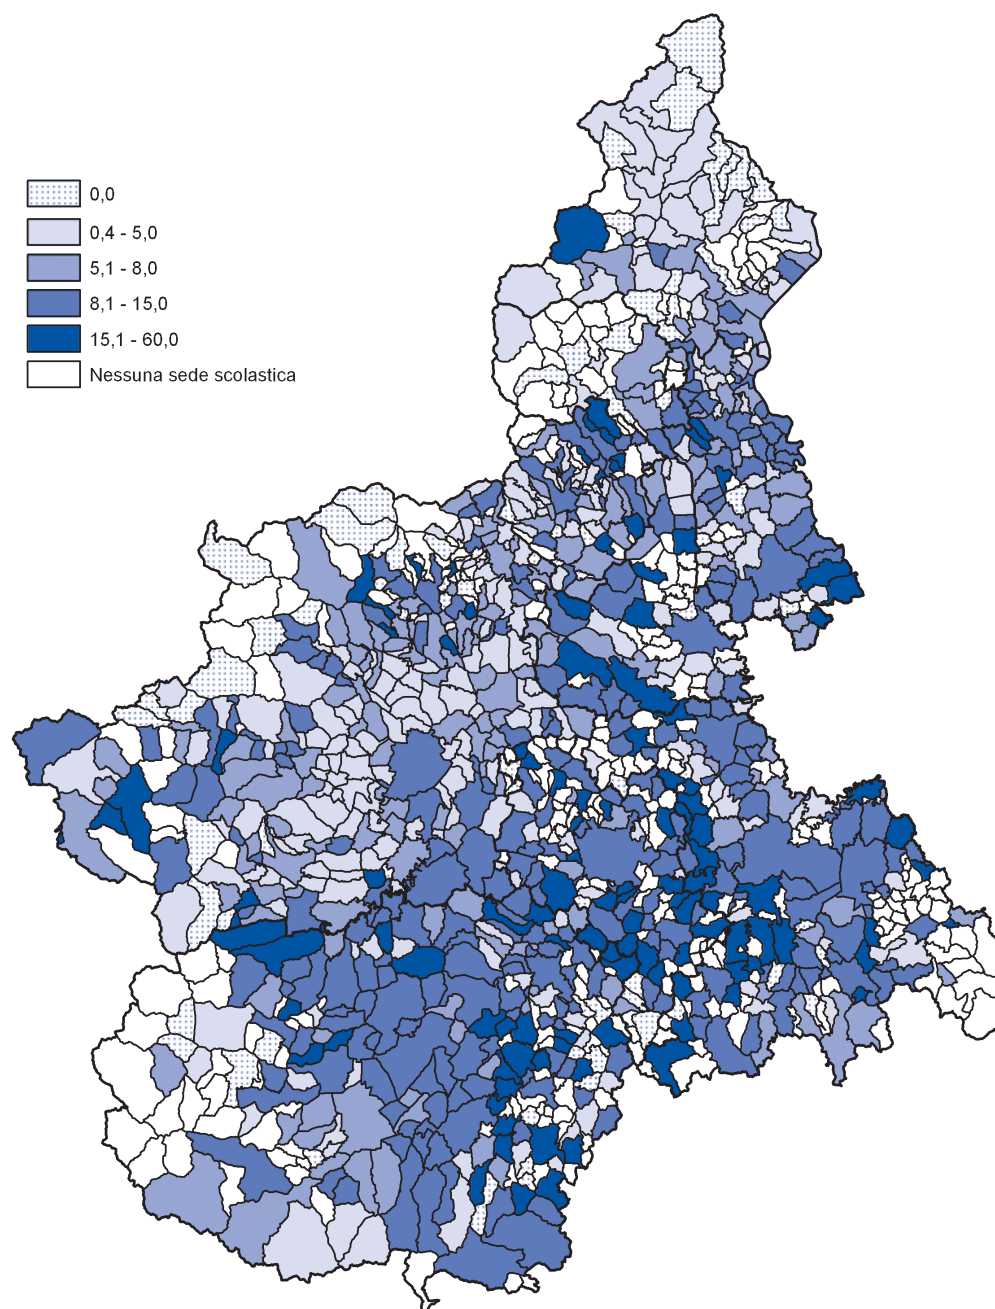 0,0
0,4 - 5,0
5,1 - 8,0
8,1 - 15,0
15,1 - 60,0
Nessuna sede scolastica